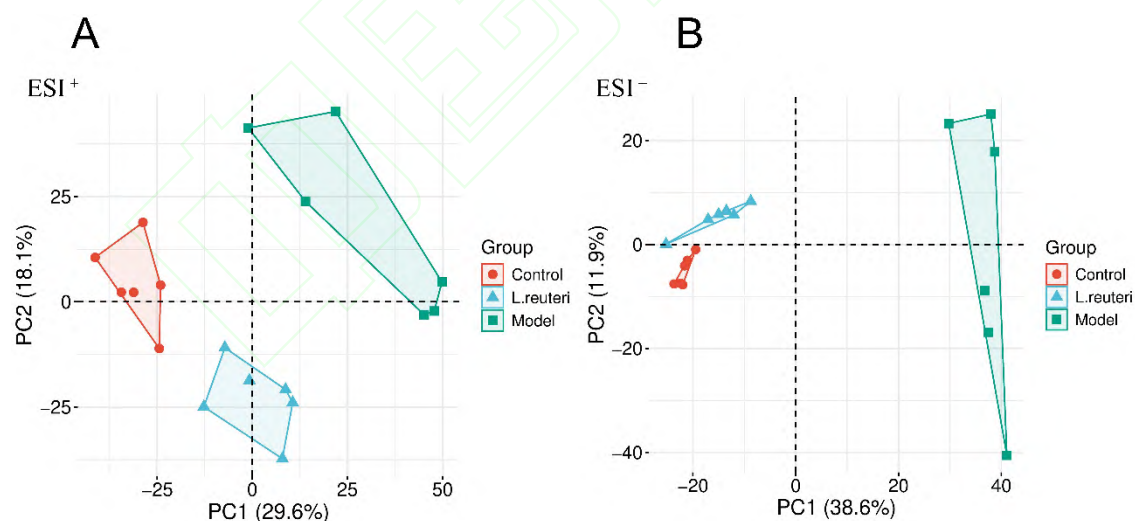 A
ESI⁺
25
0
−25
PC2 (18.1%)
−25
0
25
50
PC1 (29.6%)
Group
Control
L.reuteri
Model
B
ESI⁻
20
0
−20
−40
PC2 (11.9%)
−20
0
20
40
PC1 (38.6%)
Group
Control
L.reuteri
Model